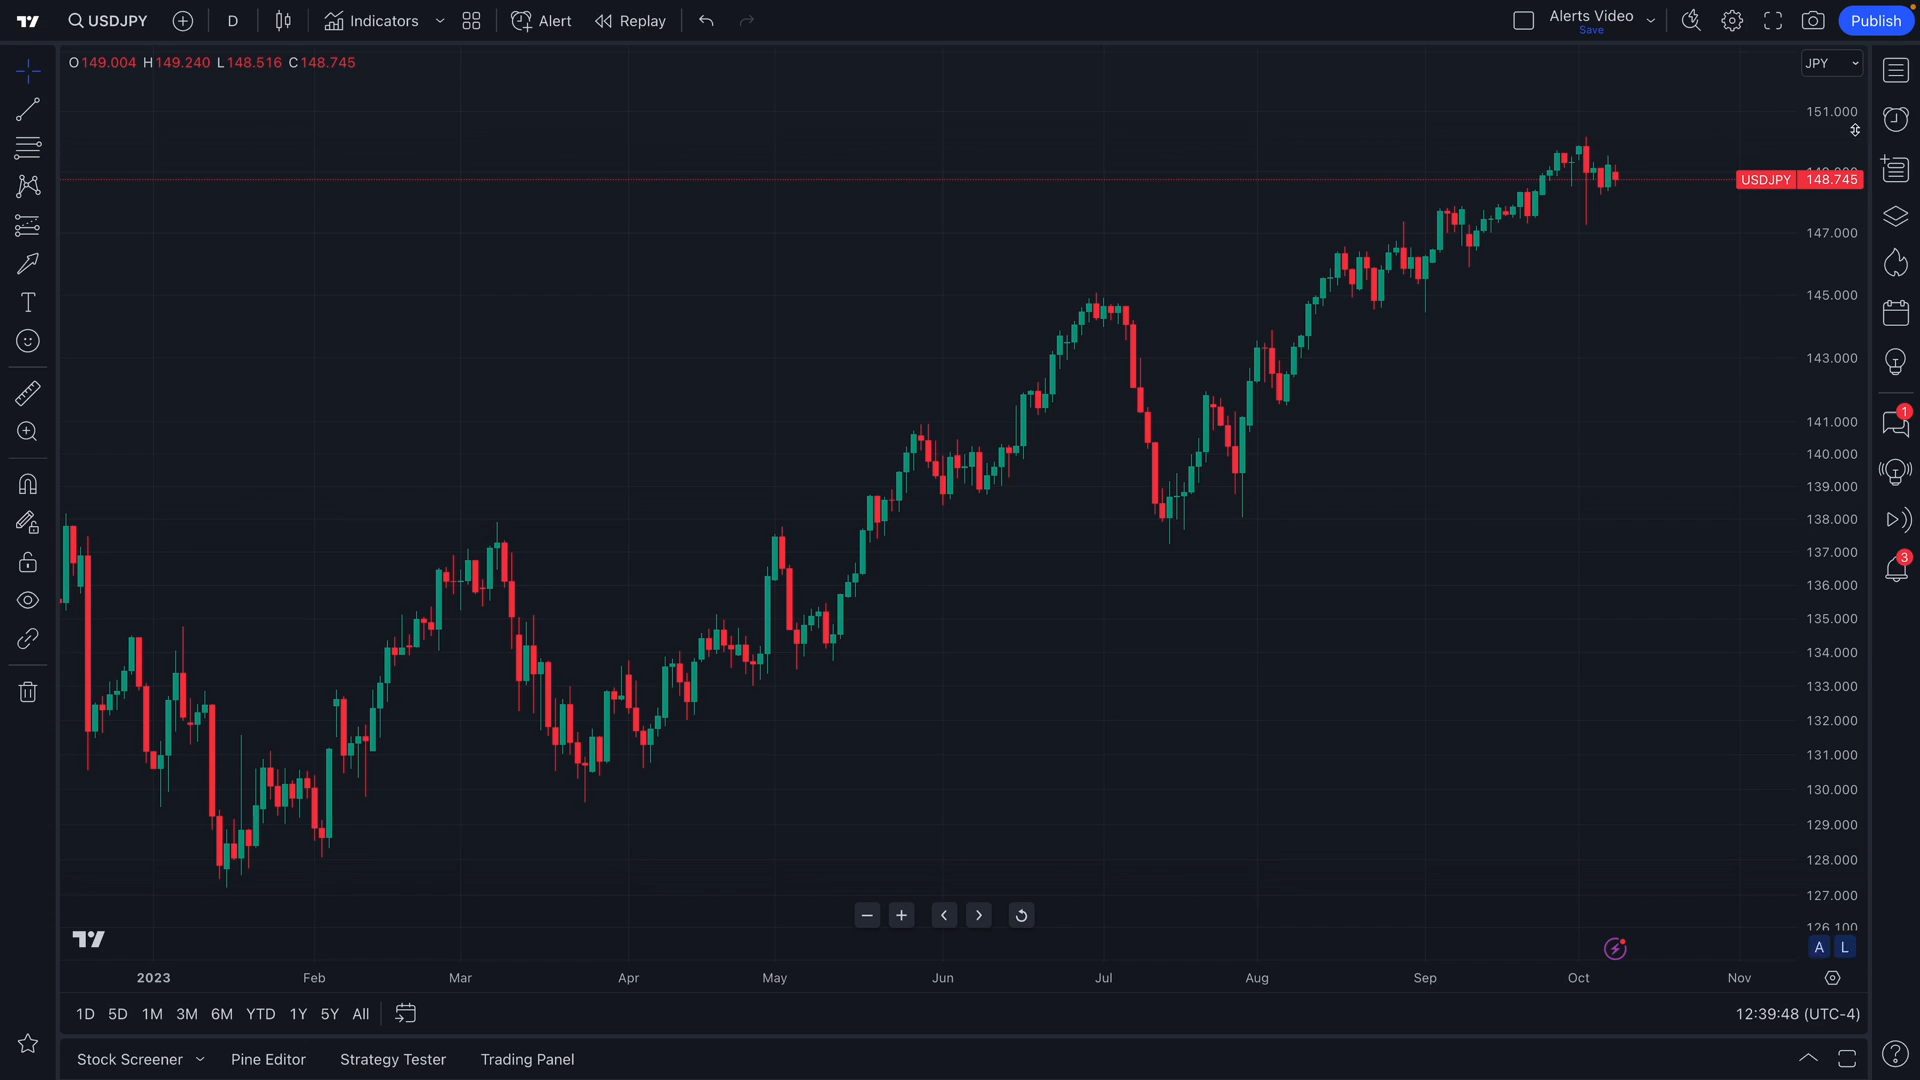 USDJPY
D
Indicators
Alert
Replay
Alerts Video
Save
Publish
O149.004 H149.240 L148.516 C148.745
JPY
151.000
USDJPY 148.745
147.000
145.000
143.000
141.000
140.000
139.000
138.000
137.000
136.000
135.000
134.000
133.000
132.000
131.000
130.000
129.000
128.000
127.000
126.100
A L
1
3
2023 Feb Mar Apr May Jun Jul Aug Sep Oct Nov
1D 5D 1M 3M 6M YTD 1Y 5Y All
12:39:48 (UTC-4)
Stock Screener Pine Editor Strategy Tester Trading Panel